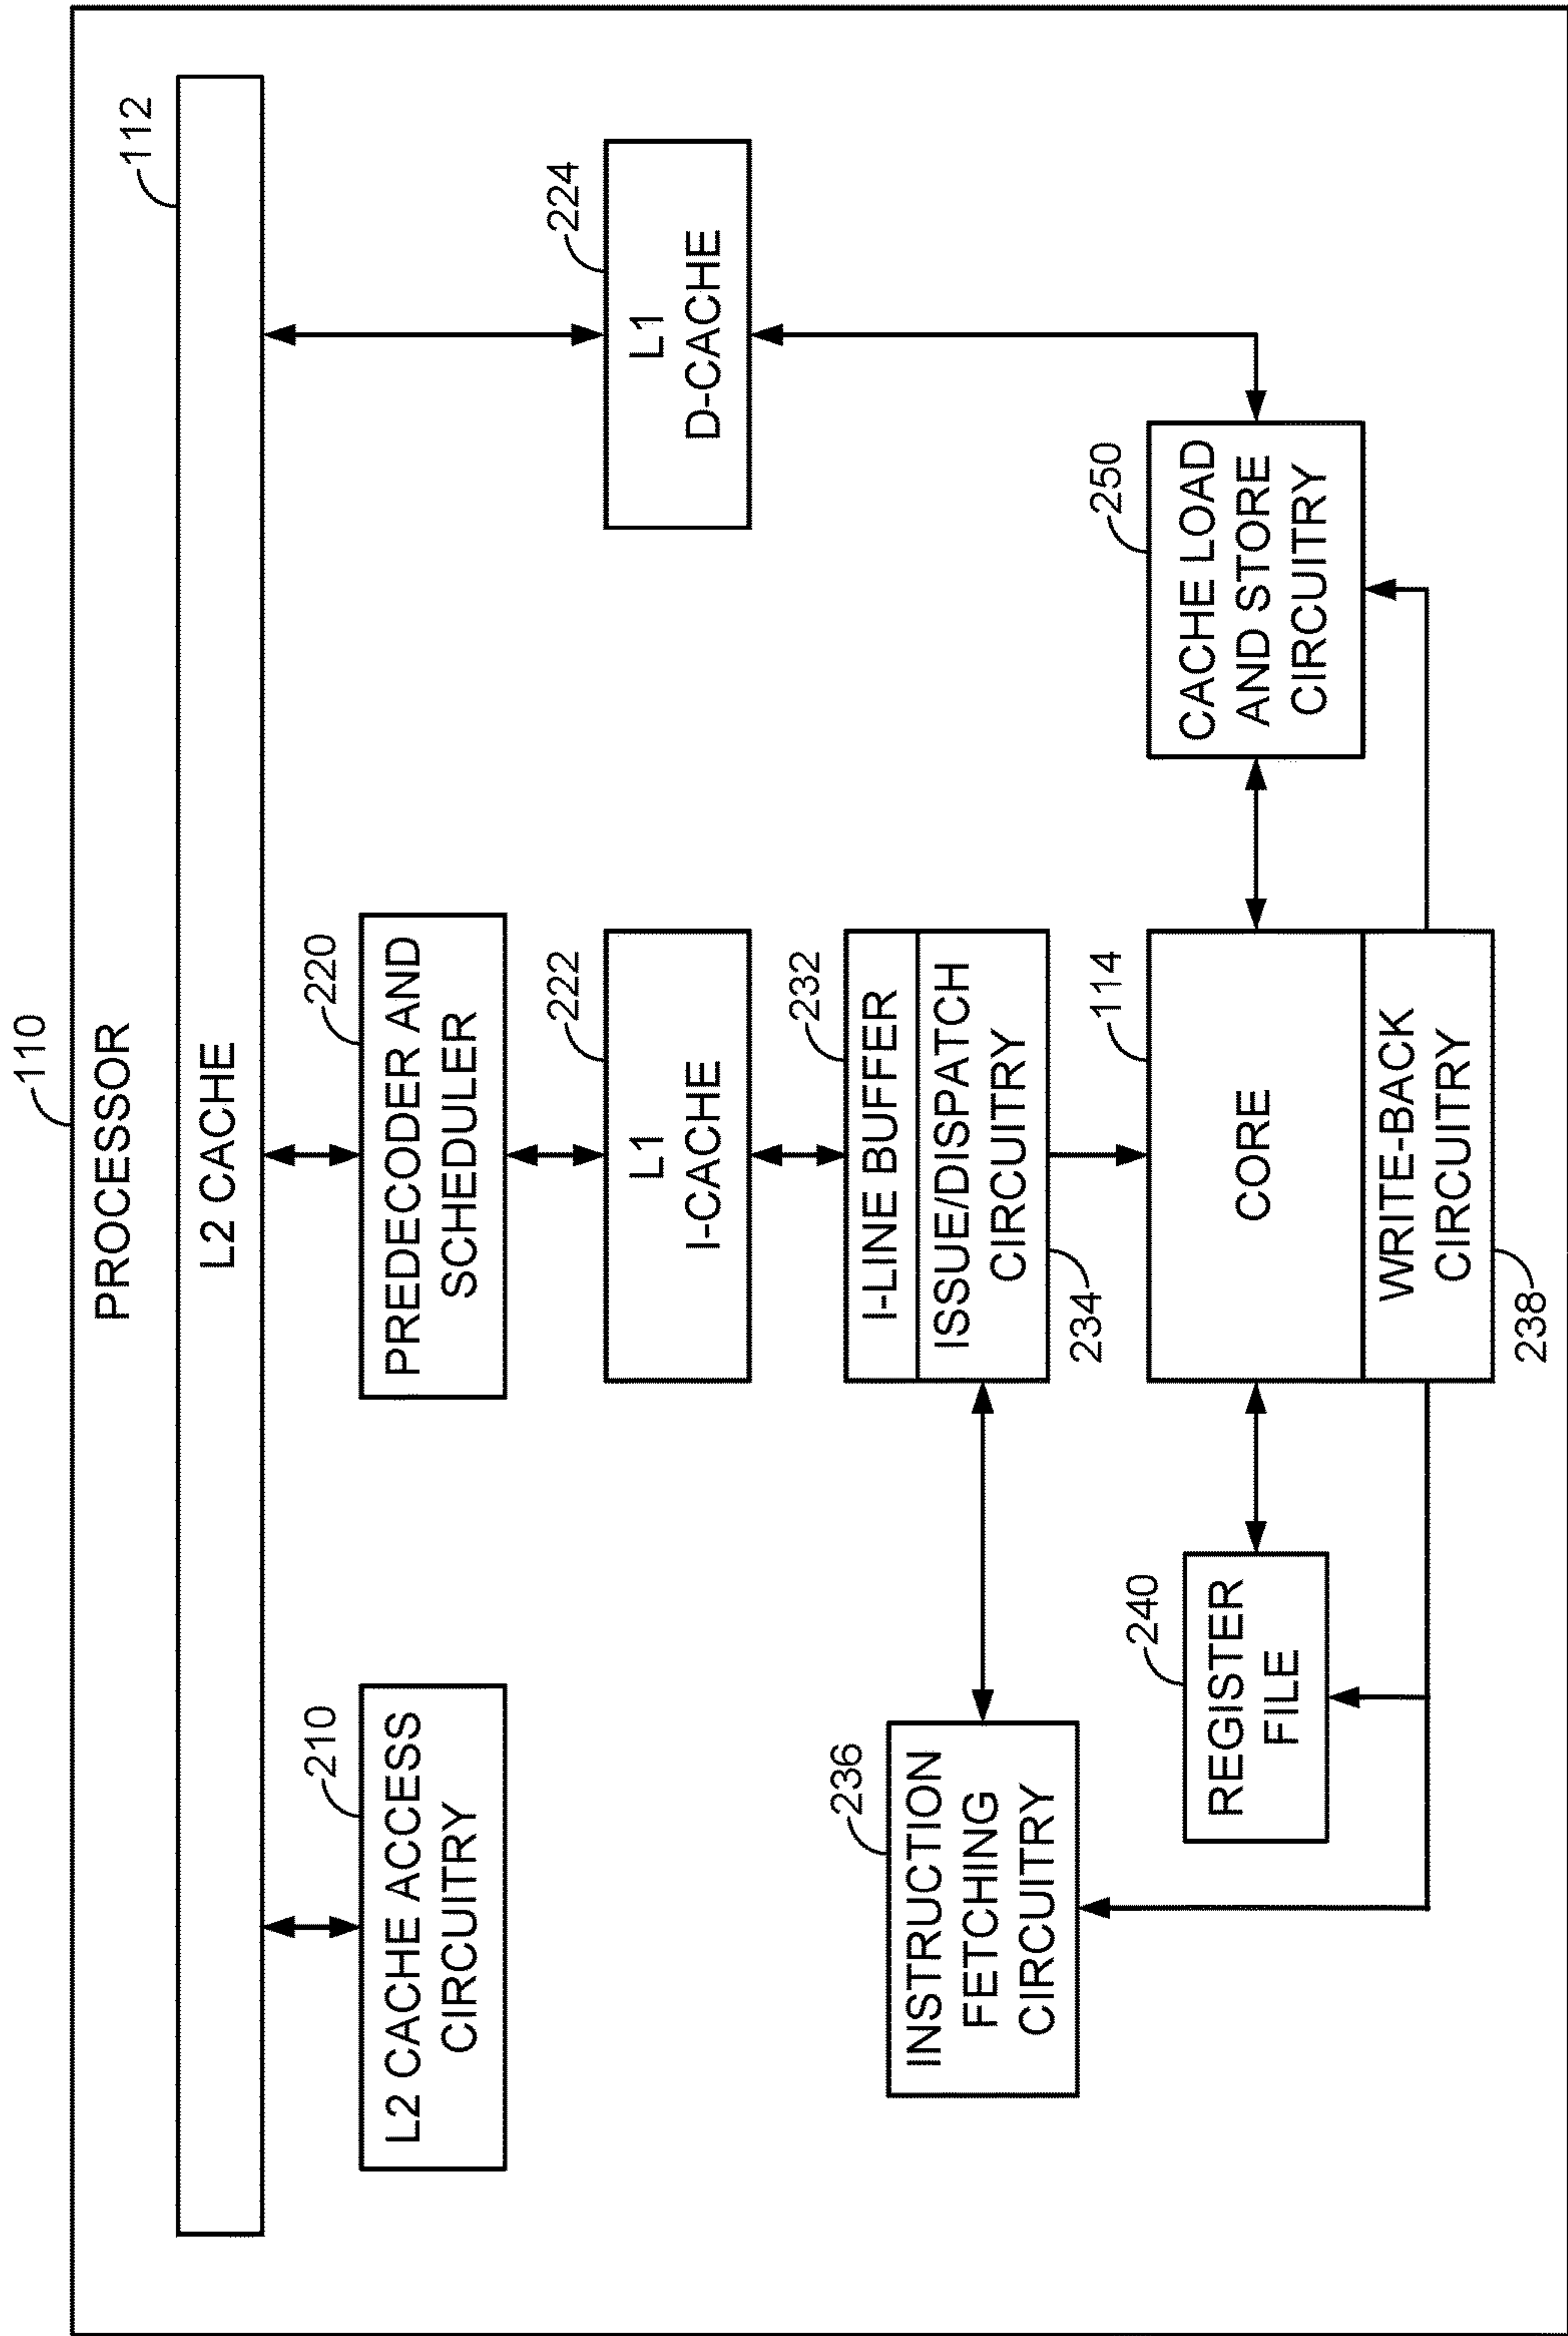 110
PROCESSOR
112
L2 CACHE
210
L2 CACHE ACCESS
CIRCUITRY
220
PREDECODER AND
SCHEDULER
222
L1
I-CACHE
224
L1
D-CACHE
232
I-LINE BUFFER
ISSUE/DISPATCH
CIRCUITRY
234
236
INSTRUCTION
FETCHING
CIRCUITRY
240
REGISTER
FILE
114
CORE
WRITE-BACK
CIRCUITRY
238
250
CACHE LOAD
AND STORE
CIRCUITRY